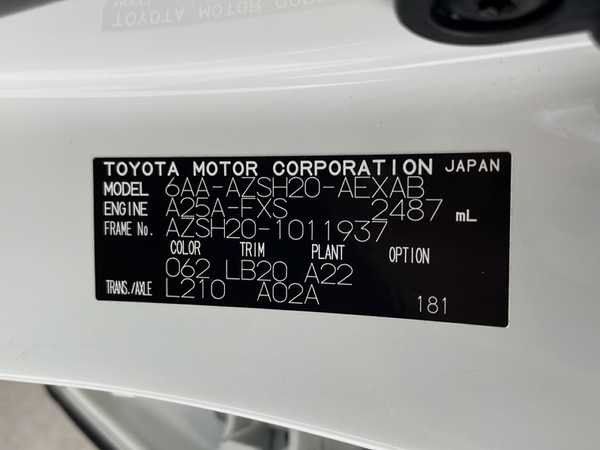 TOYOTA MOTOR CORPORATION JAPAN
MODEL 6AA-AZSH20-AEXAB
ENGINE A25A-FXS 2487 mL
FRAME No. AZSH20-1011937
COLOR TRIM PLANT OPTION
062 LB20 A22
TRANS./AXLE L210 A02A 181